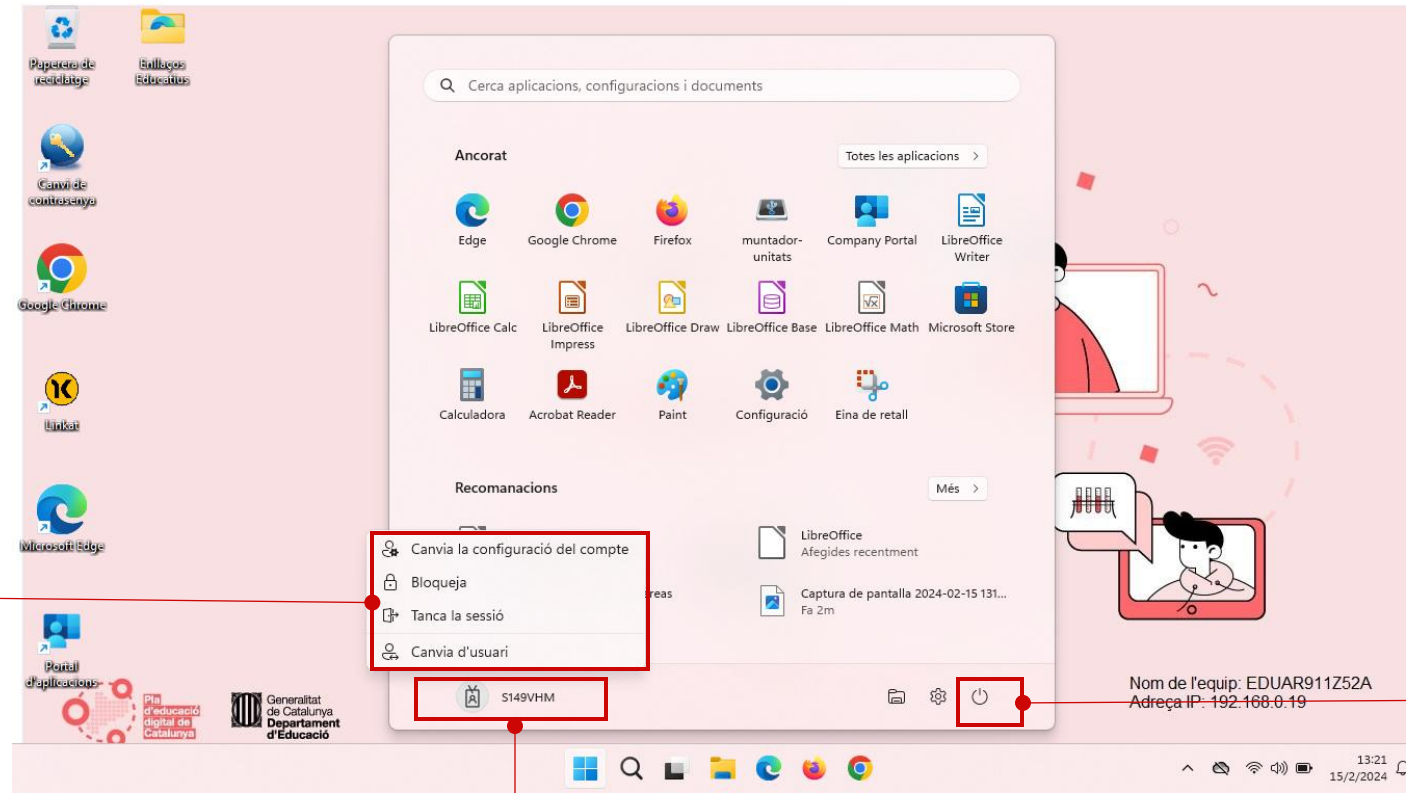 Paperera de
reciclatge
Enllaços
Educatius
Canvi de
contrasenya
Google Chrome
Linkat
Microsoft Edge
Portal
d'aplicacions
Cerca aplicacions, configuracions i documents
Ancorat
Totes les aplicacions
Edge
Google Chrome
Firefox
muntador-
unitats
Company Portal
LibreOffice
Writer
LibreOffice Calc
LibreOffice
Impress
LibreOffice Draw
LibreOffice Base
LibreOffice Math
Microsoft Store
Calculadora
Acrobat Reader
Paint
Configuració
Eina de retall
Recomanacions
Més
LibreOffice
Afegides recentment
Captura de pantalla 2024-02-15 131...
Fa 2m
Canvia la configuració del compte
Bloqueja
Tanca la sessió
Canvia d'usuari
S149VHM
Pla
d'educació
digital de
Catalunya
Generalitat
de Catalunya
Departament
d'Educació
Nom de l'equip: EDUAR911Z52A
Adreça IP: 192.168.0.19
13:21
15/2/2024